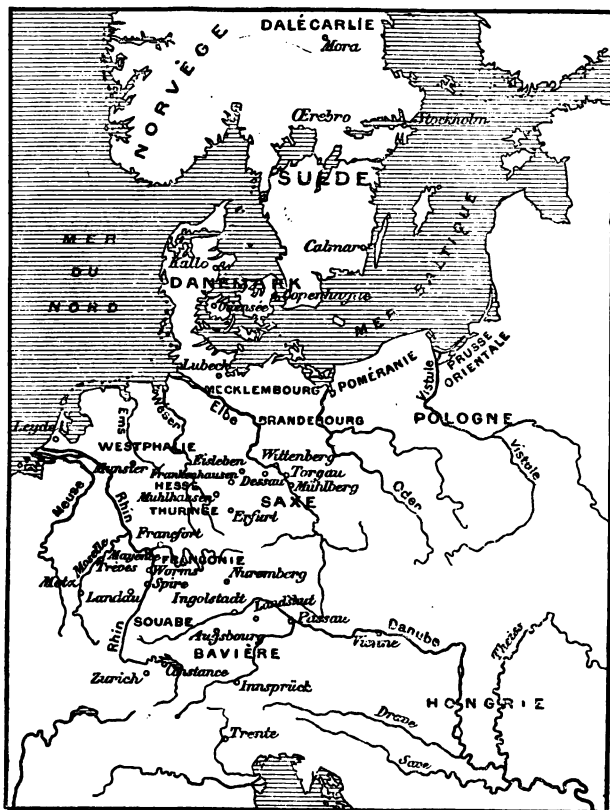 DALÉCARLIE
Mora
NORVÈGE
Œrebro
Stockholm
SUÈDE
MER
DU
NORD
Calmar
MER BALTIQUE
Kallo
DANEMARK
Copenhague
Odensée
Lubeck
MECKLEMBOURG
POMÉRANIE
PRUSSE
ORIENTALE
Vistule
Ems
Weser
Elbe
BRANDEBOURG
POLOGNE
Leyde
WESTPHALIE
Wittenberg
Vistule
Munster
Eisleben
Torgau
Frankenhausen
Dessau
Mühlberg
HESSE
Oder
Meuse
Rhin
Muhlhausen
SAXE
THURINGE
Erfurt
Francfort
Moselle
Mayence
FRANCONIE
Trèves
Worms
Nuremberg
Metz
Spire
Landau
Ingolstadt
Landshut
Rhin
SOUABE
Passau
Danube
Theiss
Augsbourg
Vienne
BAVIÈRE
Zurich
Constance
Innsprück
HONGRIE
Drave
Trente
Save